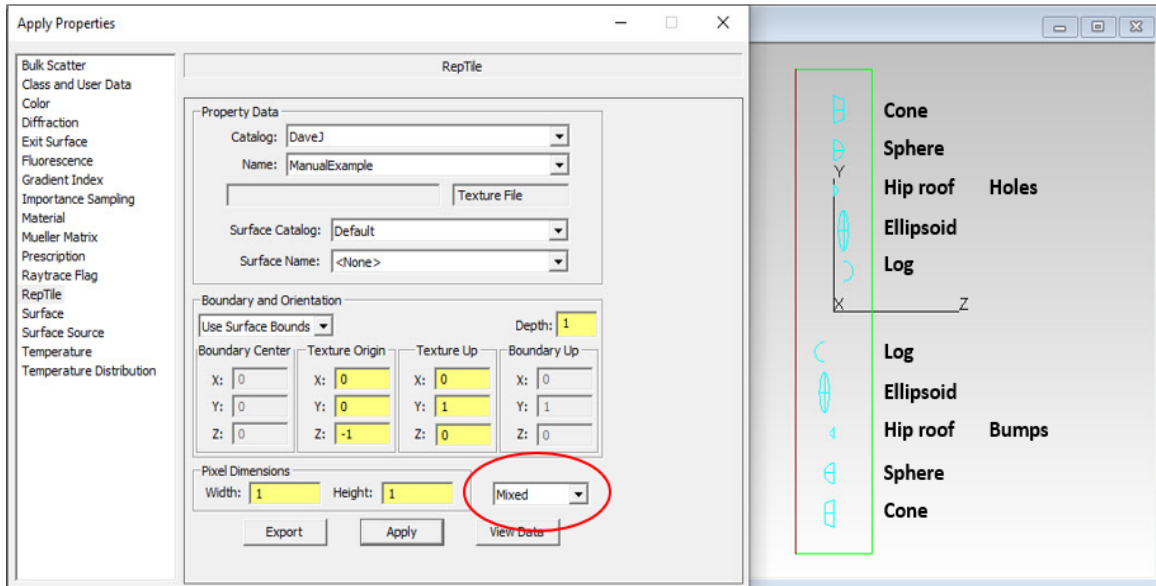 Apply Properties
Bulk Scatter
Class and User Data
Color
Diffraction
Exit Surface
Fluorescence
Gradient Index
Importance Sampling
Material
Mueller Matrix
Prescription
Raytrace Flag
RepTile
Surface
Surface Source
Temperature
Temperature Distribution
RepTile
Property Data
Catalog: DaveJ
Name: ManualExample
Texture File
Surface Catalog: Default
Surface Name: <None>
Boundary and Orientation
Use Surface Bounds Depth: 1
Boundary Center Texture Origin Texture Up Boundary Up
X: 0 X: 0 X: 0 X: 0
Y: 0 Y: 0 Y: 1 Y: 1
Z: 0 Z: -1 Z: 0 Z: 0
Pixel Dimensions
Width: 1 Height: 1 Mixed
Export Apply View Data
Cone
Sphere
Y
Hip roof Holes
Ellipsoid
Log
X Z
Log
Ellipsoid
Hip roof Bumps
Sphere
Cone